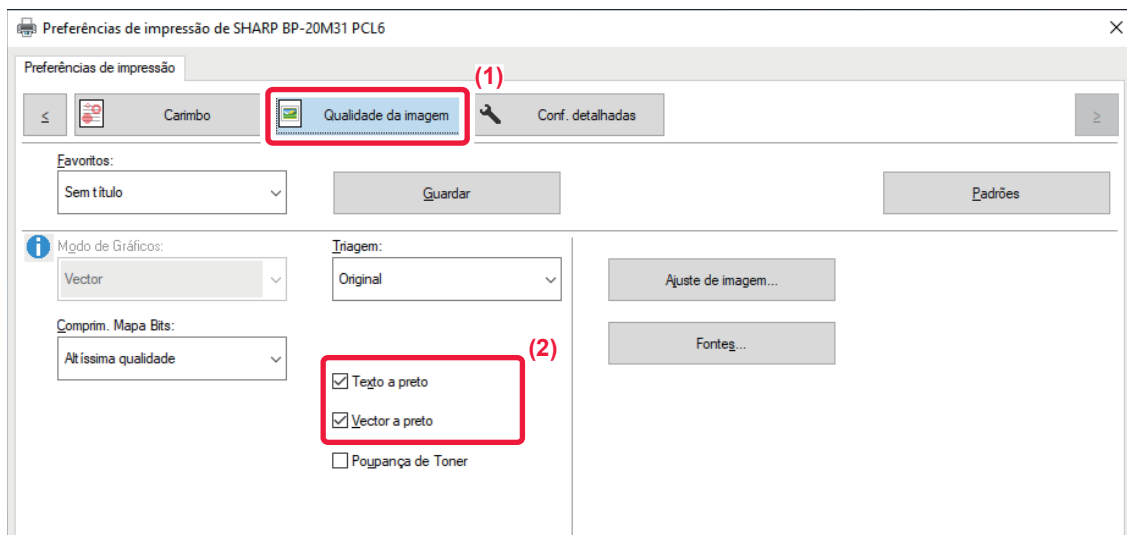 Preferências de impressão de SHARP BP-20M31 PCL6
Preferências de impressão
(1)
< Carimbo Qualidade da imagem Conf. detalhadas >
Favoritos:
Sem título Guardar Padrões
Modo de Gráficos: Triagem:
Vector Original Ajuste de imagem...
Comprim. Mapa Bits:
Altíssima qualidade Fontes...
(2)
Texto a preto
Vector a preto
Poupança de Toner